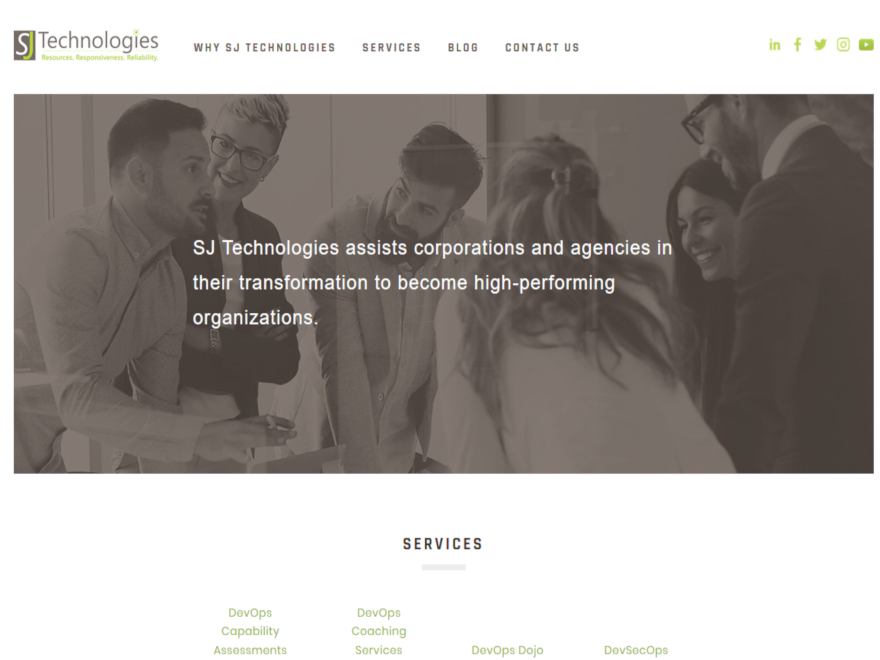 SJ Technologies
Resources. Responsiveness. Reliability.
WHY SJ TECHNOLOGIES SERVICES BLOG CONTACT US
SJ Technologies assists corporations and agencies in
their transformation to become high-performing
organizations.
SERVICES
DevOps
Capability
Assessments
DevOps
Coaching
Services
DevOps Dojo
DevSecOps